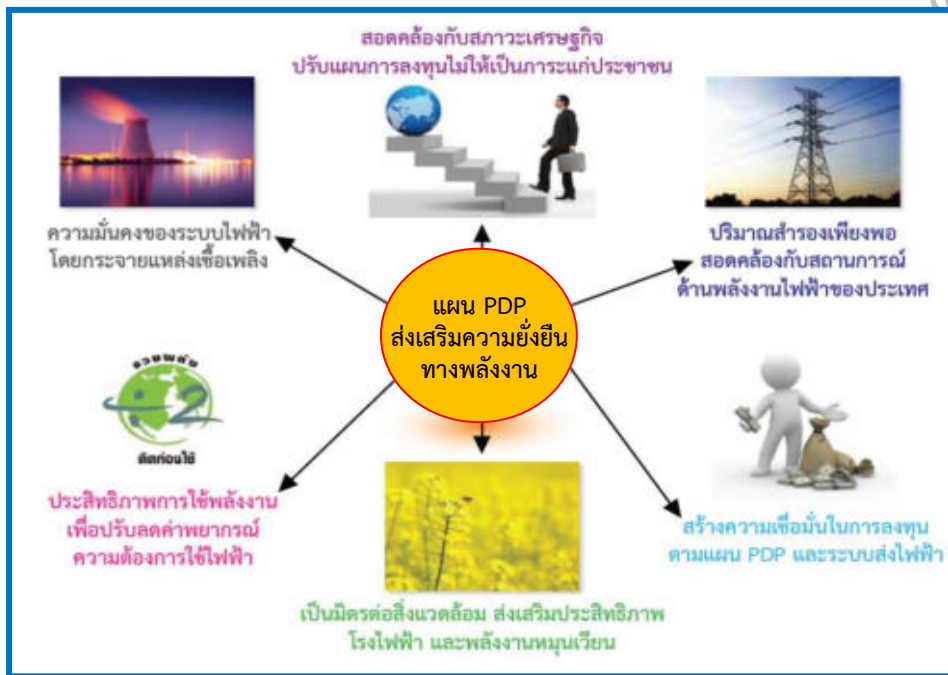 สอดคล้องกับสภาวะเศรษฐกิจ
ปรับแผนการลงทุนไม่ให้เป็นภาระแก่ประชาชน
ความมั่นคงของระบบไฟฟ้า
โดยกระจายแหล่งเชื้อเพลิง
ปริมาณสำรองเพียงพอ
สอดคล้องกับสถานการณ์
ด้านพลังงานไฟฟ้าของประเทศ
แผน PDP
ส่งเสริมความยั่งยืน
ทางพลังงาน
รวมพลัง
÷2
คิดก่อนใช้
ประสิทธิภาพการใช้พลังงาน
เพื่อปรับลดค่าพยากรณ์
ความต้องการใช้ไฟฟ้า
สร้างความเชื่อมั่นในการลงทุน
ตามแผน PDP และระบบส่งไฟฟ้า
เป็นมิตรต่อสิ่งแวดล้อม ส่งเสริมประสิทธิภาพ
โรงไฟฟ้า และพลังงานหมุนเวียน